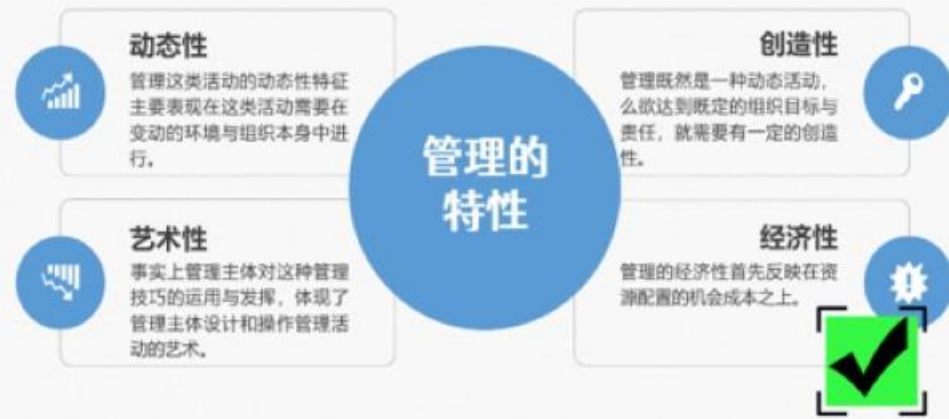 动态性
管理这类活动的动态性特征
主要表现在这类活动需要在
变动的环境与组织本身中进
行。
创造性
管理既然是一种动态活动，
么欲达到既定的组织目标与
责任，就需要有一定的创造
性。
管理的
特性
艺术性
事实上管理主体对这种管理
技巧的运用与发挥，体现了
管理主体设计和操作管理活
动的艺术。
经济性
管理的经济性首先反映在资
源配置的机会成本之上。